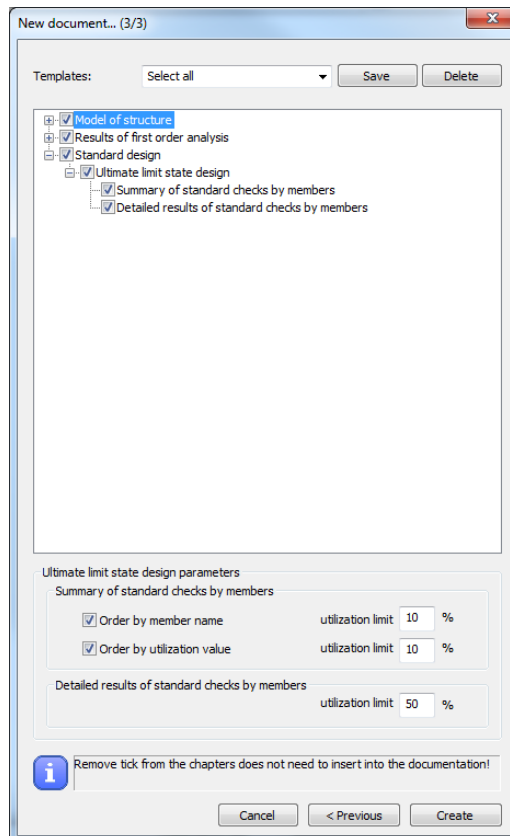 New document... (3/3)
Templates: Select all Save Delete
Model of structure
Results of first order analysis
Standard design
Ultimate limit state design
Summary of standard checks by members
Detailed results of standard checks by members
Ultimate limit state design parameters
Summary of standard checks by members
Order by member name utilization limit 10 %
Order by utilization value utilization limit 10 %
Detailed results of standard checks by members
utilization limit 50 %
Remove tick from the chapters does not need to insert into the documentation!
Cancel < Previous Create